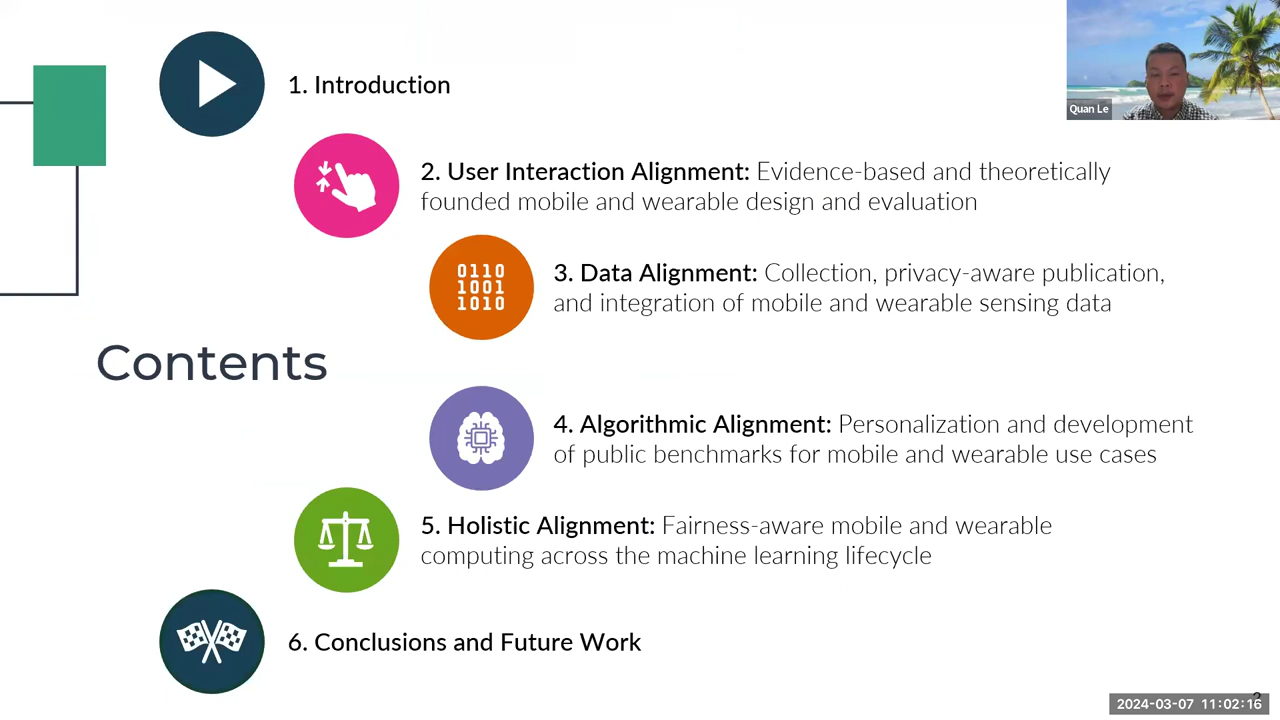 1. Introduction
Quan Le
2. User Interaction Alignment: Evidence-based and theoretically
founded mobile and wearable design and evaluation
0110
1001
1010
3. Data Alignment: Collection, privacy-aware publication,
and integration of mobile and wearable sensing data
Contents
4. Algorithmic Alignment: Personalization and development
of public benchmarks for mobile and wearable use cases
5. Holistic Alignment: Fairness-aware mobile and wearable
computing across the machine learning lifecycle
6. Conclusions and Future Work
2024-03-07 11:02:16